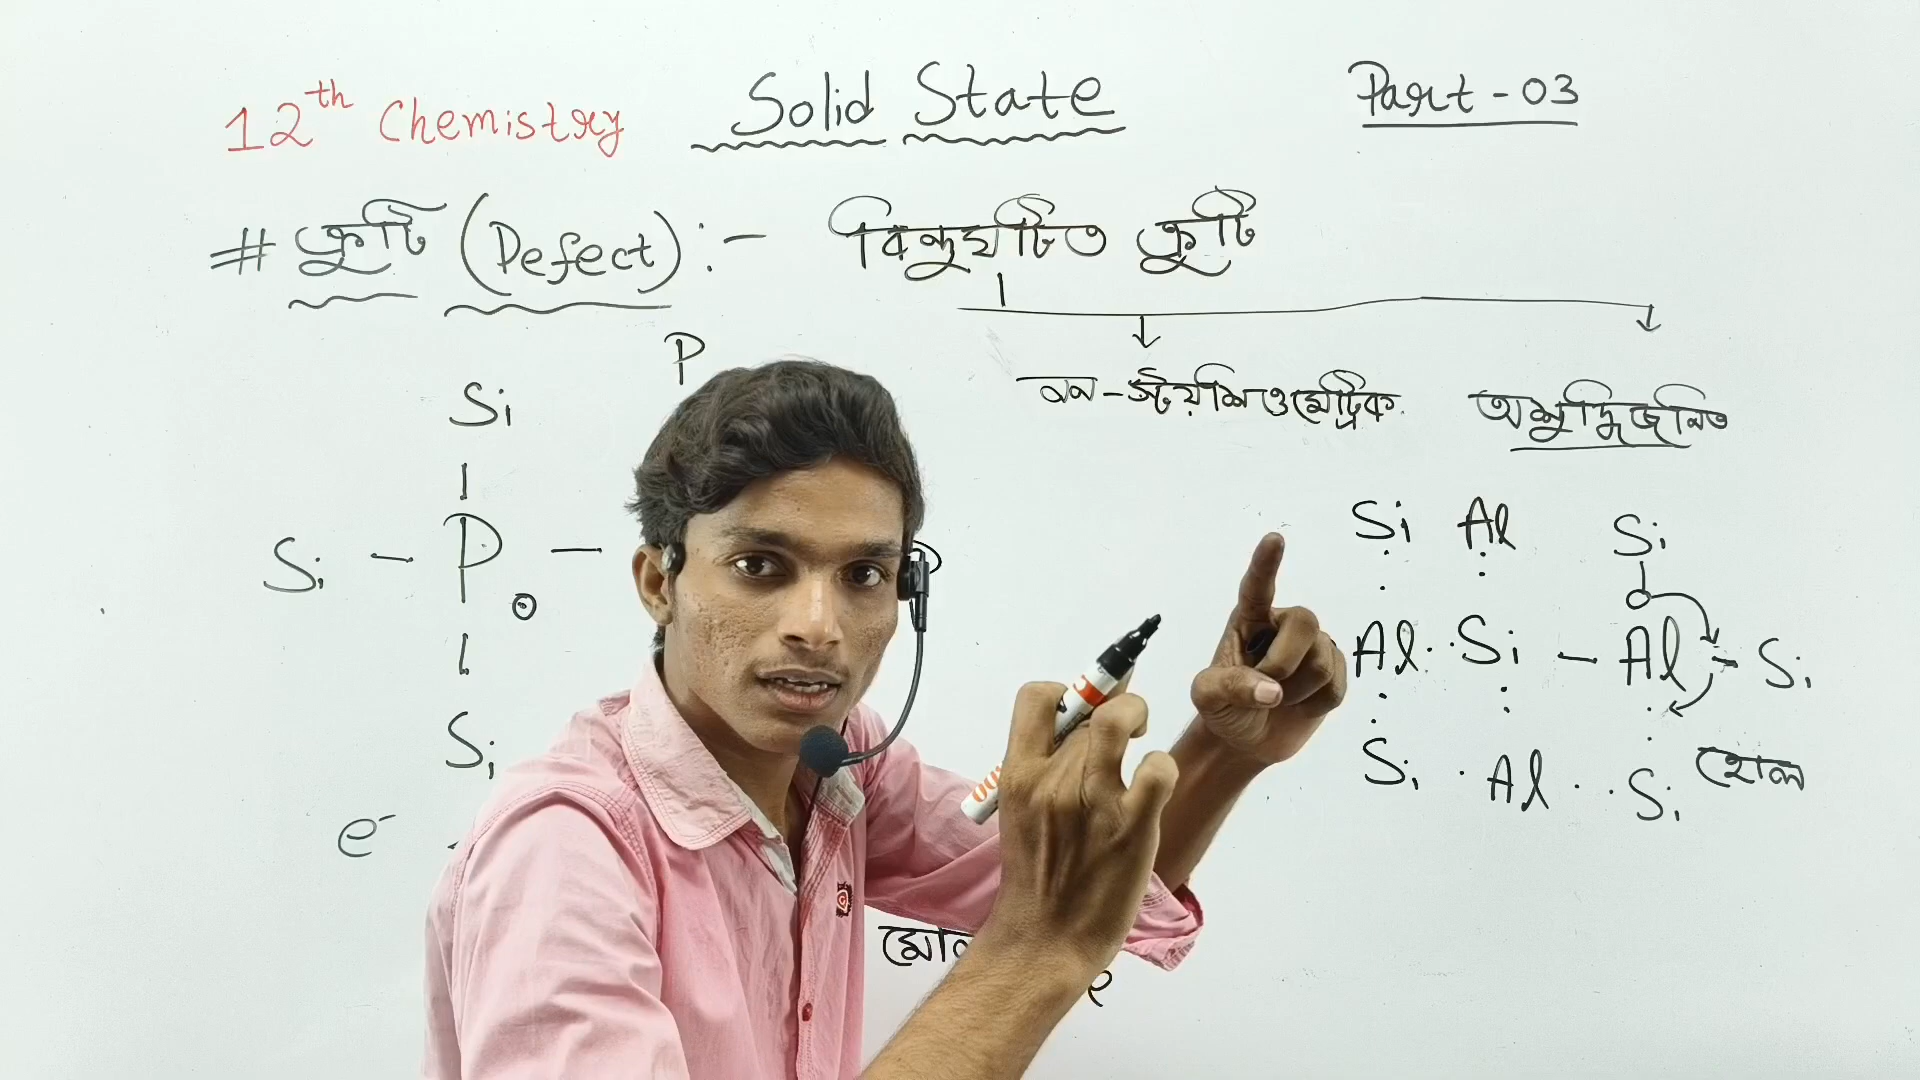 12th Chemistry Solid State Part-03
# ত্রুটি (Defect) :- বিন্দুঘটিত ত্রুটি
নন-স্টয়শিওমেট্রিক অশুদ্ধিজনিত
P
Si
Si - P -
Si
e-
Si Al Si
Al Si - Al - Si
Si Al Si হোল